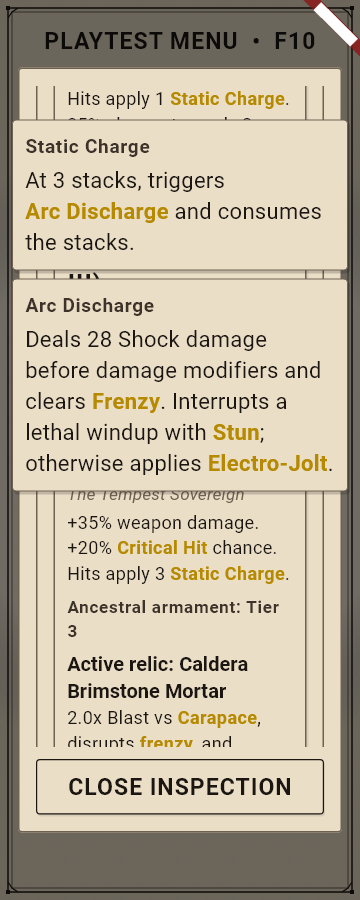 PLAYTEST MENU • F10
Hits apply 1 Static Charge.
Static Charge
At 3 stacks, triggers
Arc Discharge and consumes
the stacks.
Arc Discharge
Deals 28 Shock damage
before damage modifiers and
clears Frenzy. Interrupts a
lethal windup with Stun;
otherwise applies Electro-Jolt.
The Tempest Sovereign
+35% weapon damage.
+20% Critical Hit chance.
Hits apply 3 Static Charge.
Ancestral armament: Tier
3
Active relic: Caldera
Brimstone Mortar
2.0x Blast vs Carapace,
disrupts frenzy, and
CLOSE INSPECTION